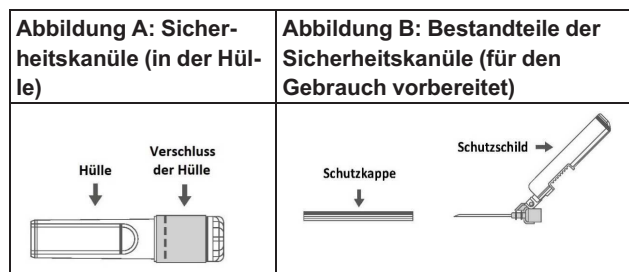 Abbildung A: Sicher-
heitskanüle (in der Hül-
le)
Abbildung B: Bestandteile der
Sicherheitskanüle (für den
Gebrauch vorbereitet)
Hülle
Verschluss
der Hülle
Schutzkappe
Schutzschild